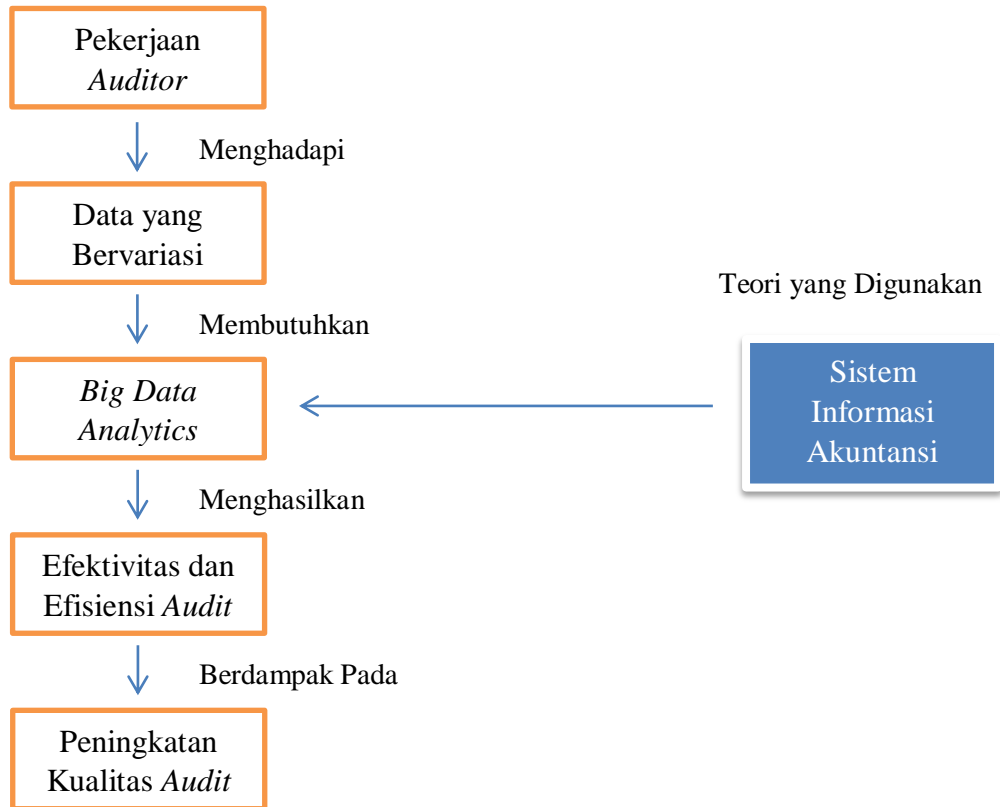 Pekerjaan
Auditor
Menghadapi
Data yang
Bervariasi
Membutuhkan
Teori yang Digunakan
Big Data
Analytics
Sistem
Informasi
Akuntansi
Menghasilkan
Efektivitas dan
Efisiensi Audit
Berdampak Pada
Peningkatan
Kualitas Audit